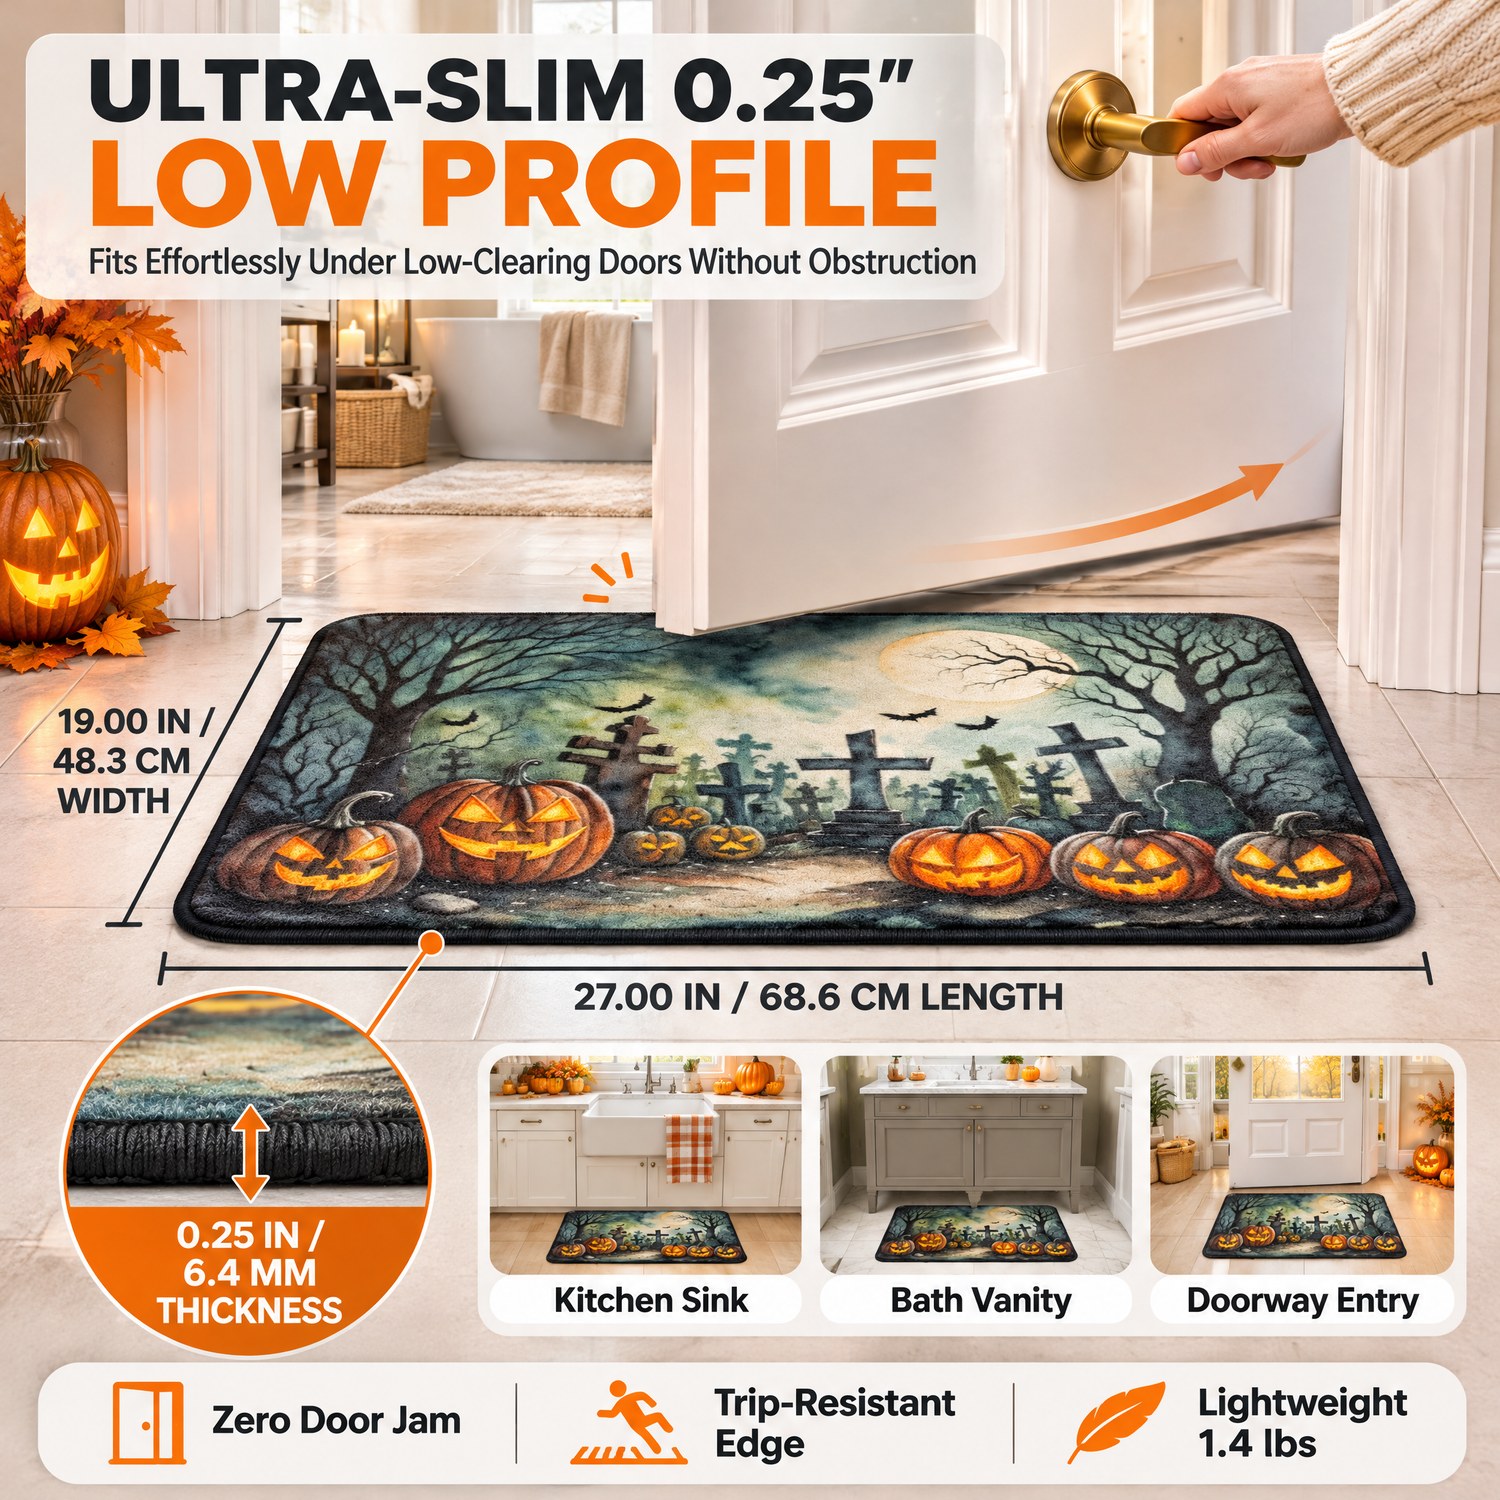 ULTRA-SLIM 0.25"
LOW PROFILE
Fits Effortlessly Under Low-Clearing Doors Without Obstruction
19.00 IN /
48.3 CM
WIDTH
27.00 IN / 68.6 CM LENGTH
0.25 IN /
6.4 MM
THICKNESS
Kitchen Sink
Bath Vanity
Doorway Entry
Zero Door Jam
Trip-Resistant
Edge
Lightweight
1.4 lbs